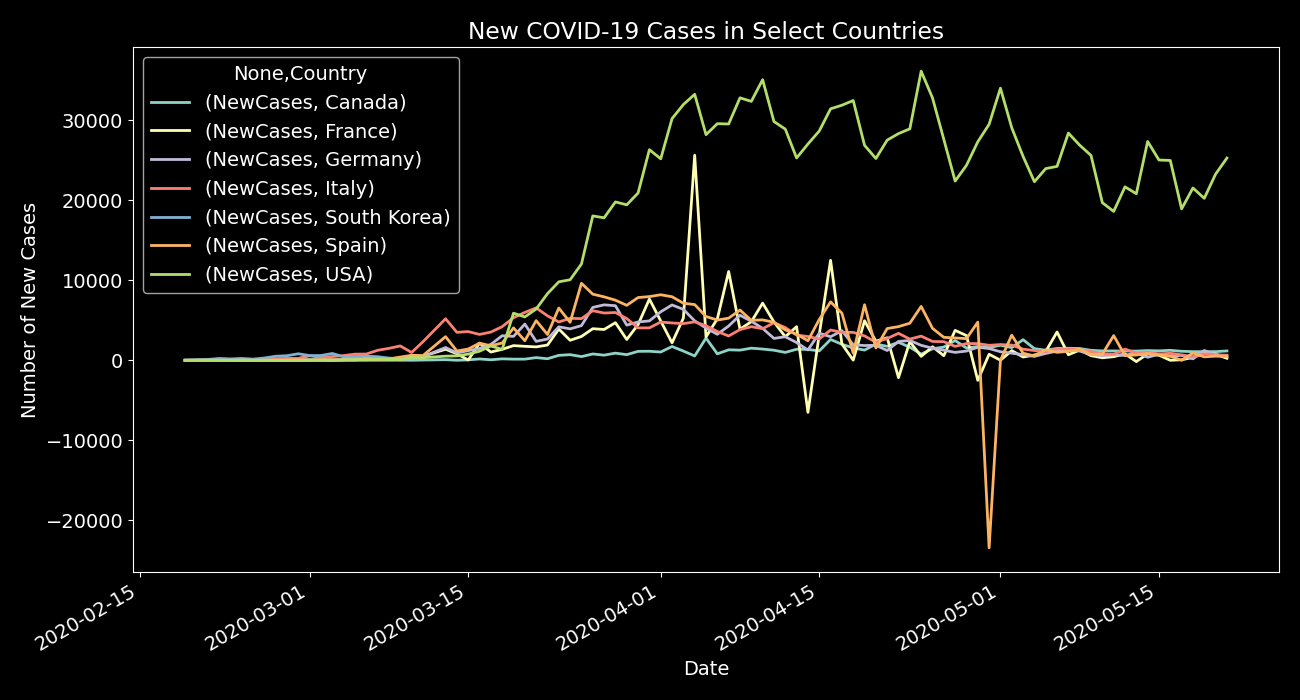 New COVID-19 Cases in Select Countries
None,Country
(NewCases, Canada)
(NewCases, France)
(NewCases, Germany)
(NewCases, Italy)
(NewCases, South Korea)
(NewCases, Spain)
(NewCases, USA)
Number of New Cases
30000
20000
10000
0
−10000
−20000
2020-02-15
2020-03-01
2020-03-15
2020-04-01
2020-04-15
2020-05-01
2020-05-15
Date